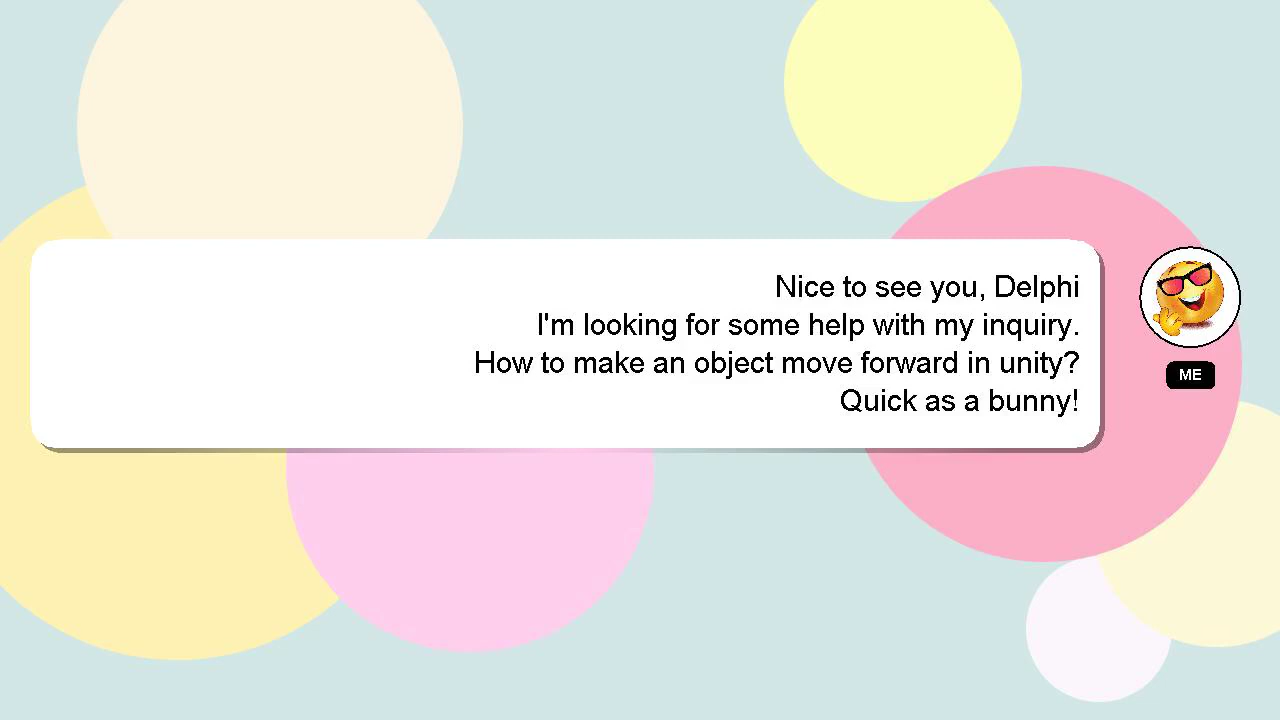 Nice to see you, Delphi
I'm looking for some help with my inquiry.
How to make an object move forward in unity?
Quick as a bunny!
ME